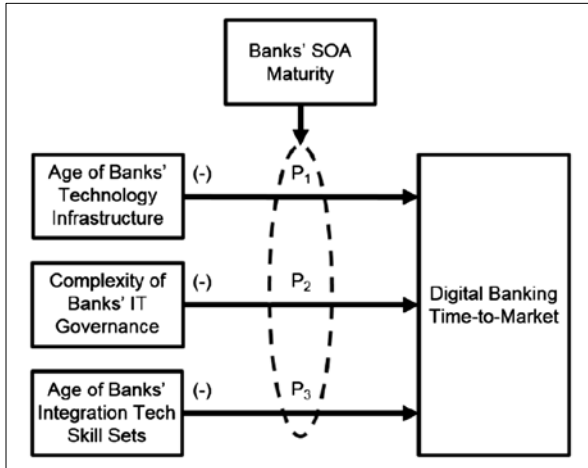 Banks' SOA
Maturity
Age of Banks'
Technology
Infrastructure
(-)
P1
Complexity of
Banks' IT
Governance
(-)
P2
Age of Banks'
Integration Tech
Skill Sets
(-)
P3
Digital Banking
Time-to-Market